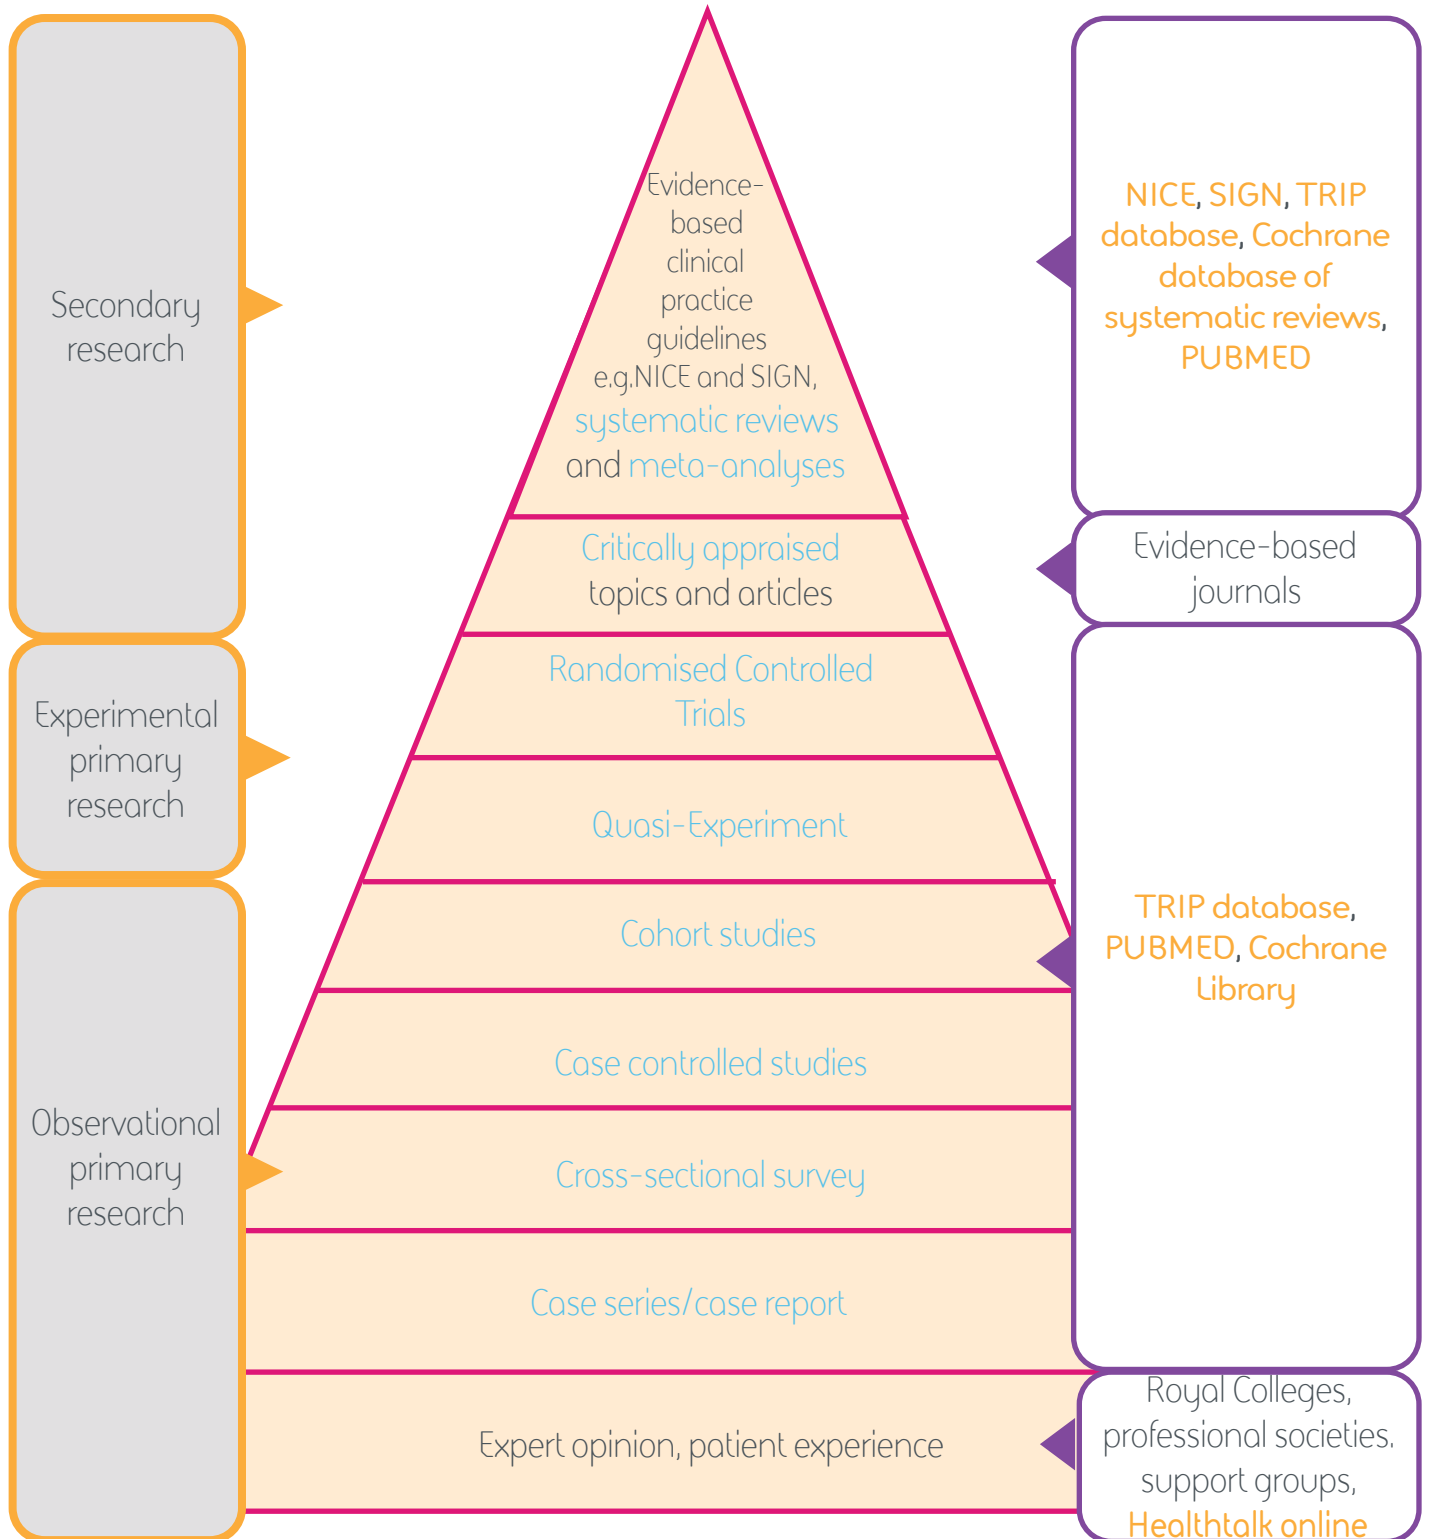 Secondary
research
Experimental
primary
research
Observational
primary
research
Evidence-
based
clinical
practice
guidelines
e.g.NICE and SIGN,
systematic reviews
and meta-analyses
Critically appraised
topics and articles
Randomised Controlled
Trials
Quasi-Experiment
Cohort studies
Case controlled studies
Cross-sectional survey
Case series/case report
Expert opinion, patient experience
NICE, SIGN, TRIP
database, Cochrane
database of
systematic reviews,
PUBMED
Evidence-based
journals
TRIP database,
PUBMED, Cochrane
Library
Royal Colleges,
professional societies.
support groups,
Healthtalk online